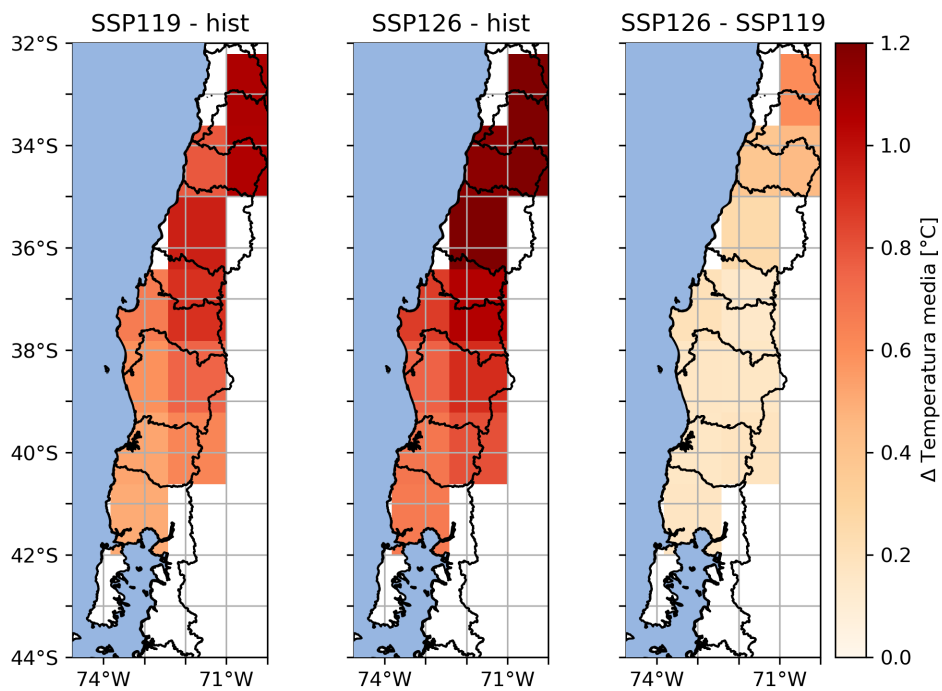 SSP119 - hist
SSP126 - hist
SSP126 - SSP119
32°S
34°S
36°S
38°S
40°S
42°S
44°S
74°W
71°W
74°W
71°W
74°W
71°W
1.2
1.0
0.8
0.6
0.4
0.2
0.0
Δ Temperatura media [°C]